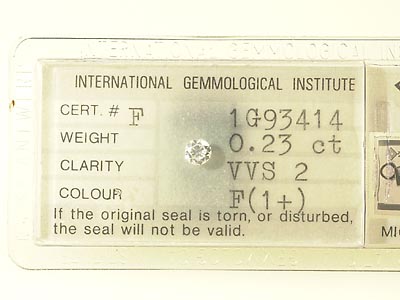 INTERNATIONAL GEMMOLOGICAL INSTITUTE
CERT. # F 1G93414
WEIGHT 0.23 ct
CLARITY VVS 2
COLOUR F(1+)
If the original seal is torn, or disturbed,
the seal will not be valid.
MI